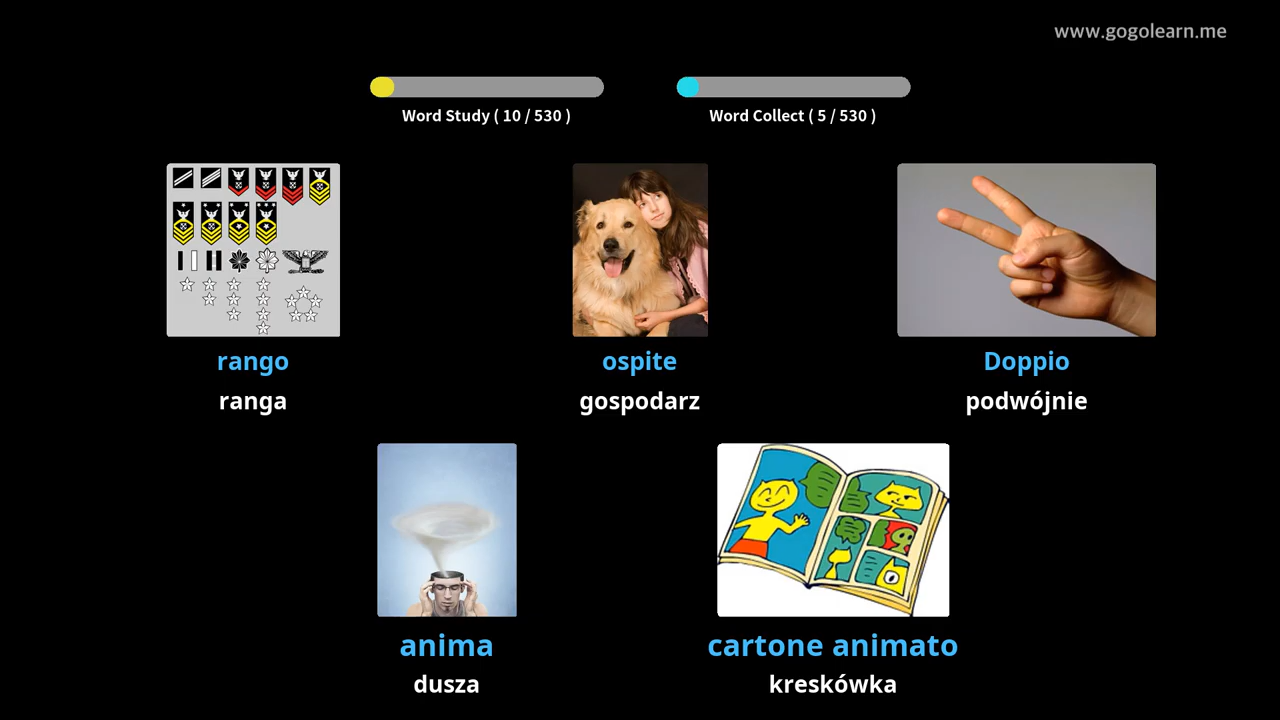 www.gogolearn.me
Word Study ( 10 / 530 )
Word Collect ( 5 / 530 )
rango
ospite
Doppio
ranga
gospodarz
podwójnie
anima
cartone animato
dusza
kreskówka